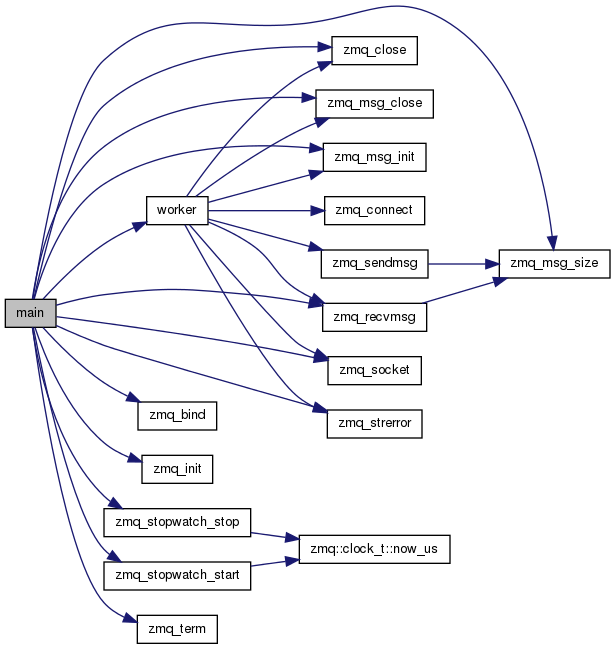 zmq_close
zmq_msg_close
zmq_msg_init
worker
zmq_connect
zmq_sendmsg
zmq_msg_size
main
zmq_recvmsg
zmq_socket
zmq_bind
zmq_strerror
zmq_init
zmq_stopwatch_stop
zmq::clock_t::now_us
zmq_stopwatch_start
zmq_term